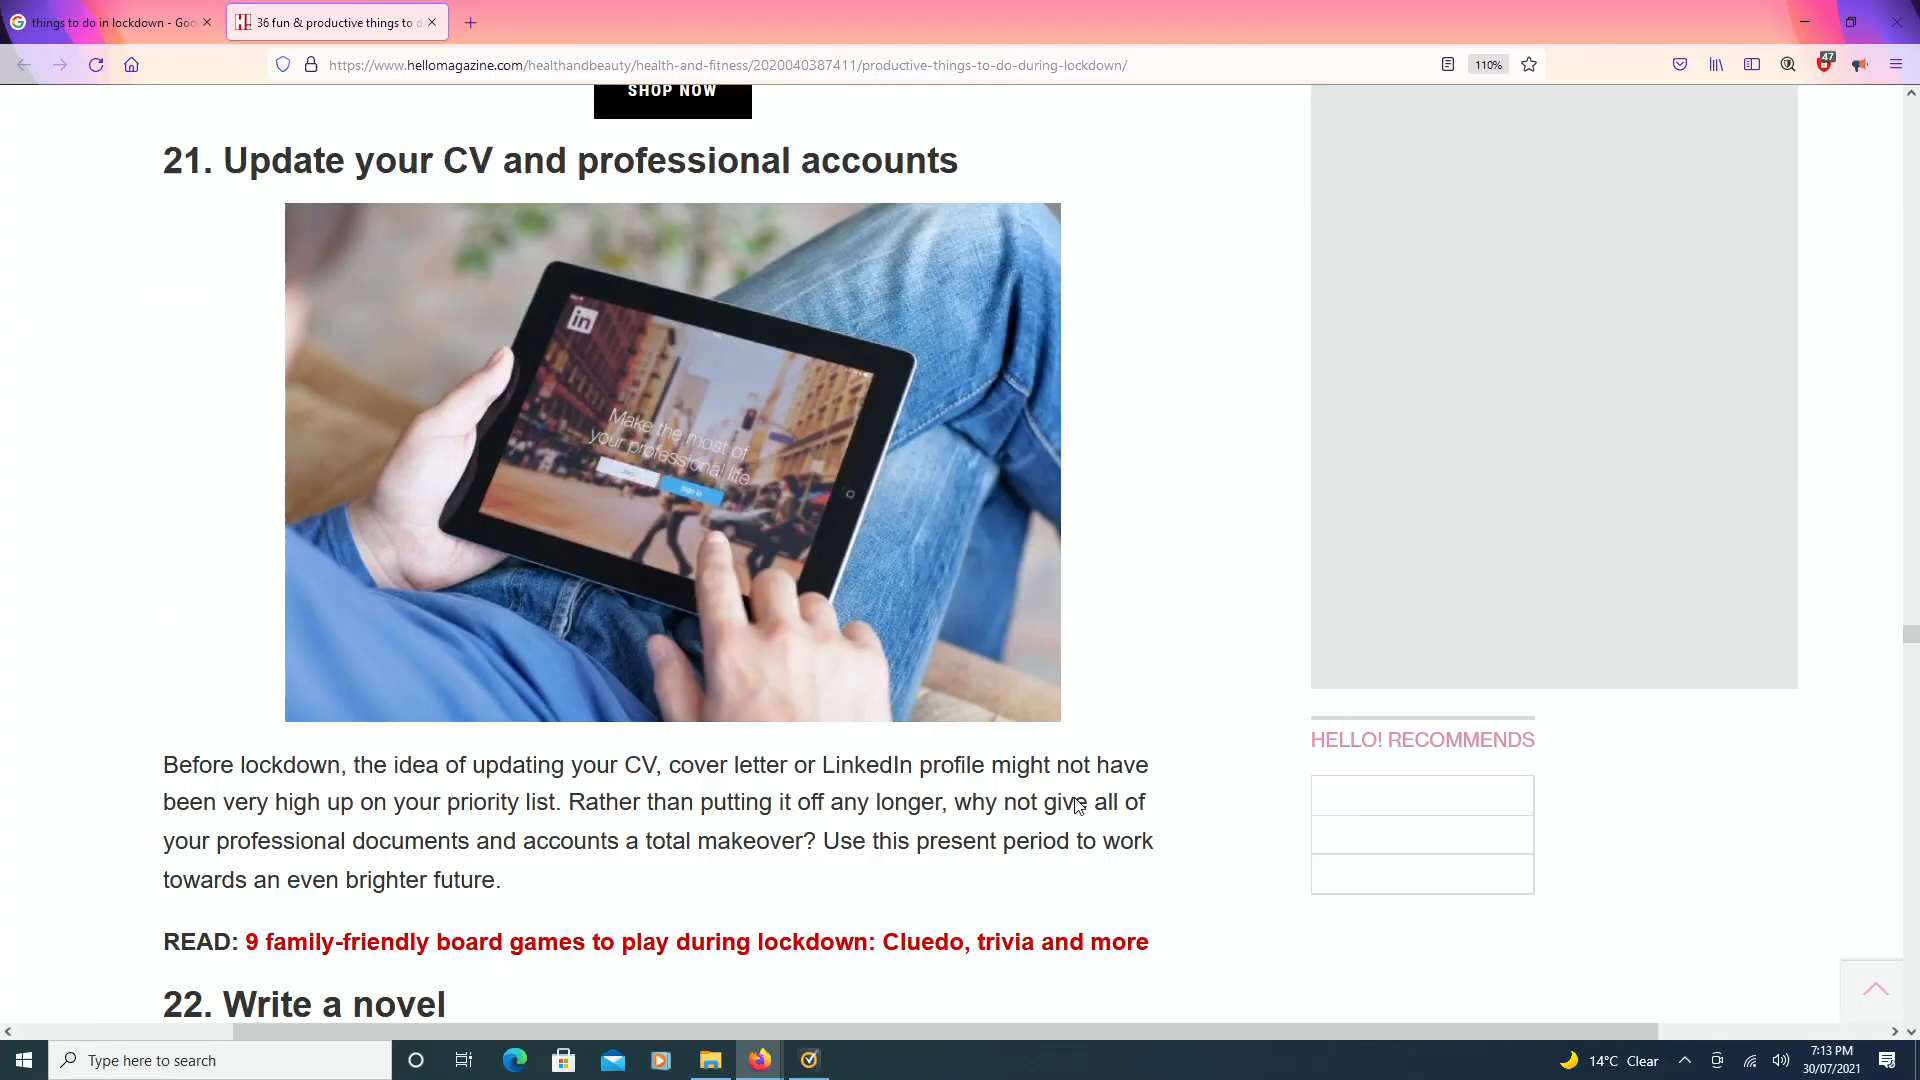 things to do in lockdown - Goo
36 fun & productive things to d
https://www.hellomagazine.com/healthandbeauty/health-and-fitness/2020040387411/productive-things-to-do-during-lockdown/
110%
47
SHOP NOW
21. Update your CV and professional accounts
in
Make the most of
your professional life
Join
Sign in
Before lockdown, the idea of updating your CV, cover letter or LinkedIn profile might not have
been very high up on your priority list. Rather than putting it off any longer, why not give all of
your professional documents and accounts a total makeover? Use this present period to work
towards an even brighter future.
READ: 9 family-friendly board games to play during lockdown: Cluedo, trivia and more
22. Write a novel
HELLO! RECOMMENDS
Type here to search
14°C Clear
7:13 PM
30/07/2021